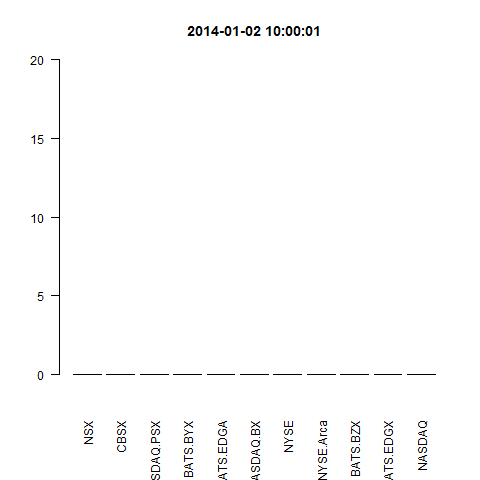 2014-01-02 10:00:01
20
15
10
5
0
NSX
CBSX
SDAQ.PSX
BATS.BYX
ATS.EDGA
ASDAQ.BX
NYSE
NYSE.Arca
BATS.BZX
ATS.EDGX
NASDAQ